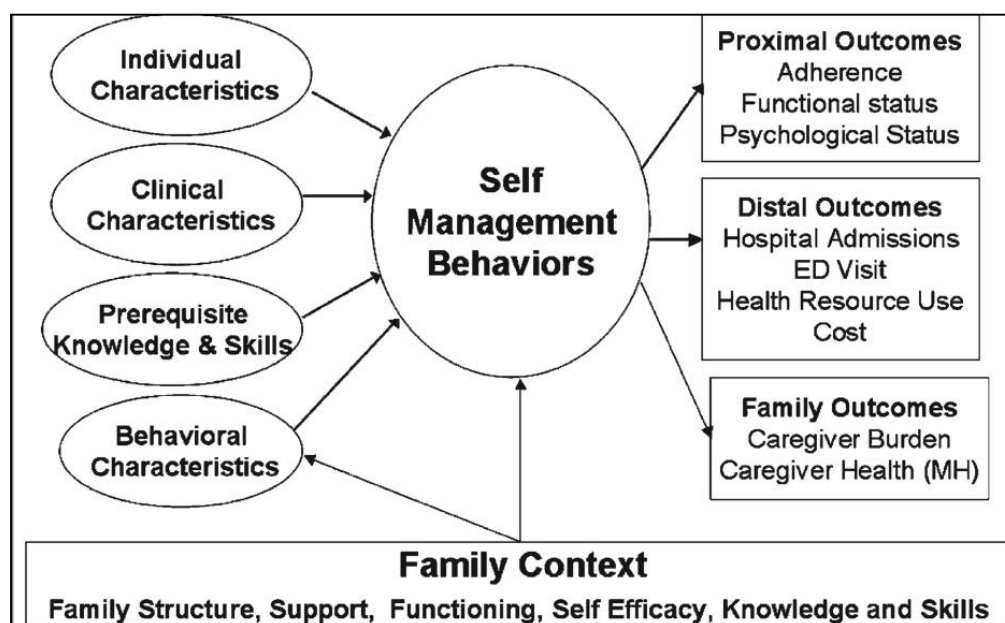 Individual
Characteristics
Clinical
Characteristics
Prerequisite
Knowledge & Skills
Behavioral
Characteristics
Self
Management
Behaviors
Proximal Outcomes
Adherence
Functional status
Psychological Status
Distal Outcomes
Hospital Admissions
ED Visit
Health Resource Use
Cost
Family Outcomes
Caregiver Burden
Caregiver Health (MH)
Family Context
Family Structure, Support, Functioning, Self Efficacy, Knowledge and Skills